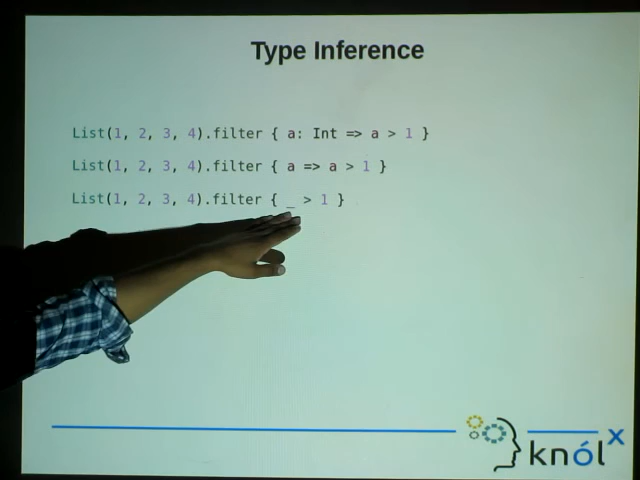 Type Inference
List(1, 2, 3, 4).filter { a: Int => a > 1 }
List(1, 2, 3, 4).filter { a => a > 1 }
List(1, 2, 3, 4).filter { _ > 1 }
knól x